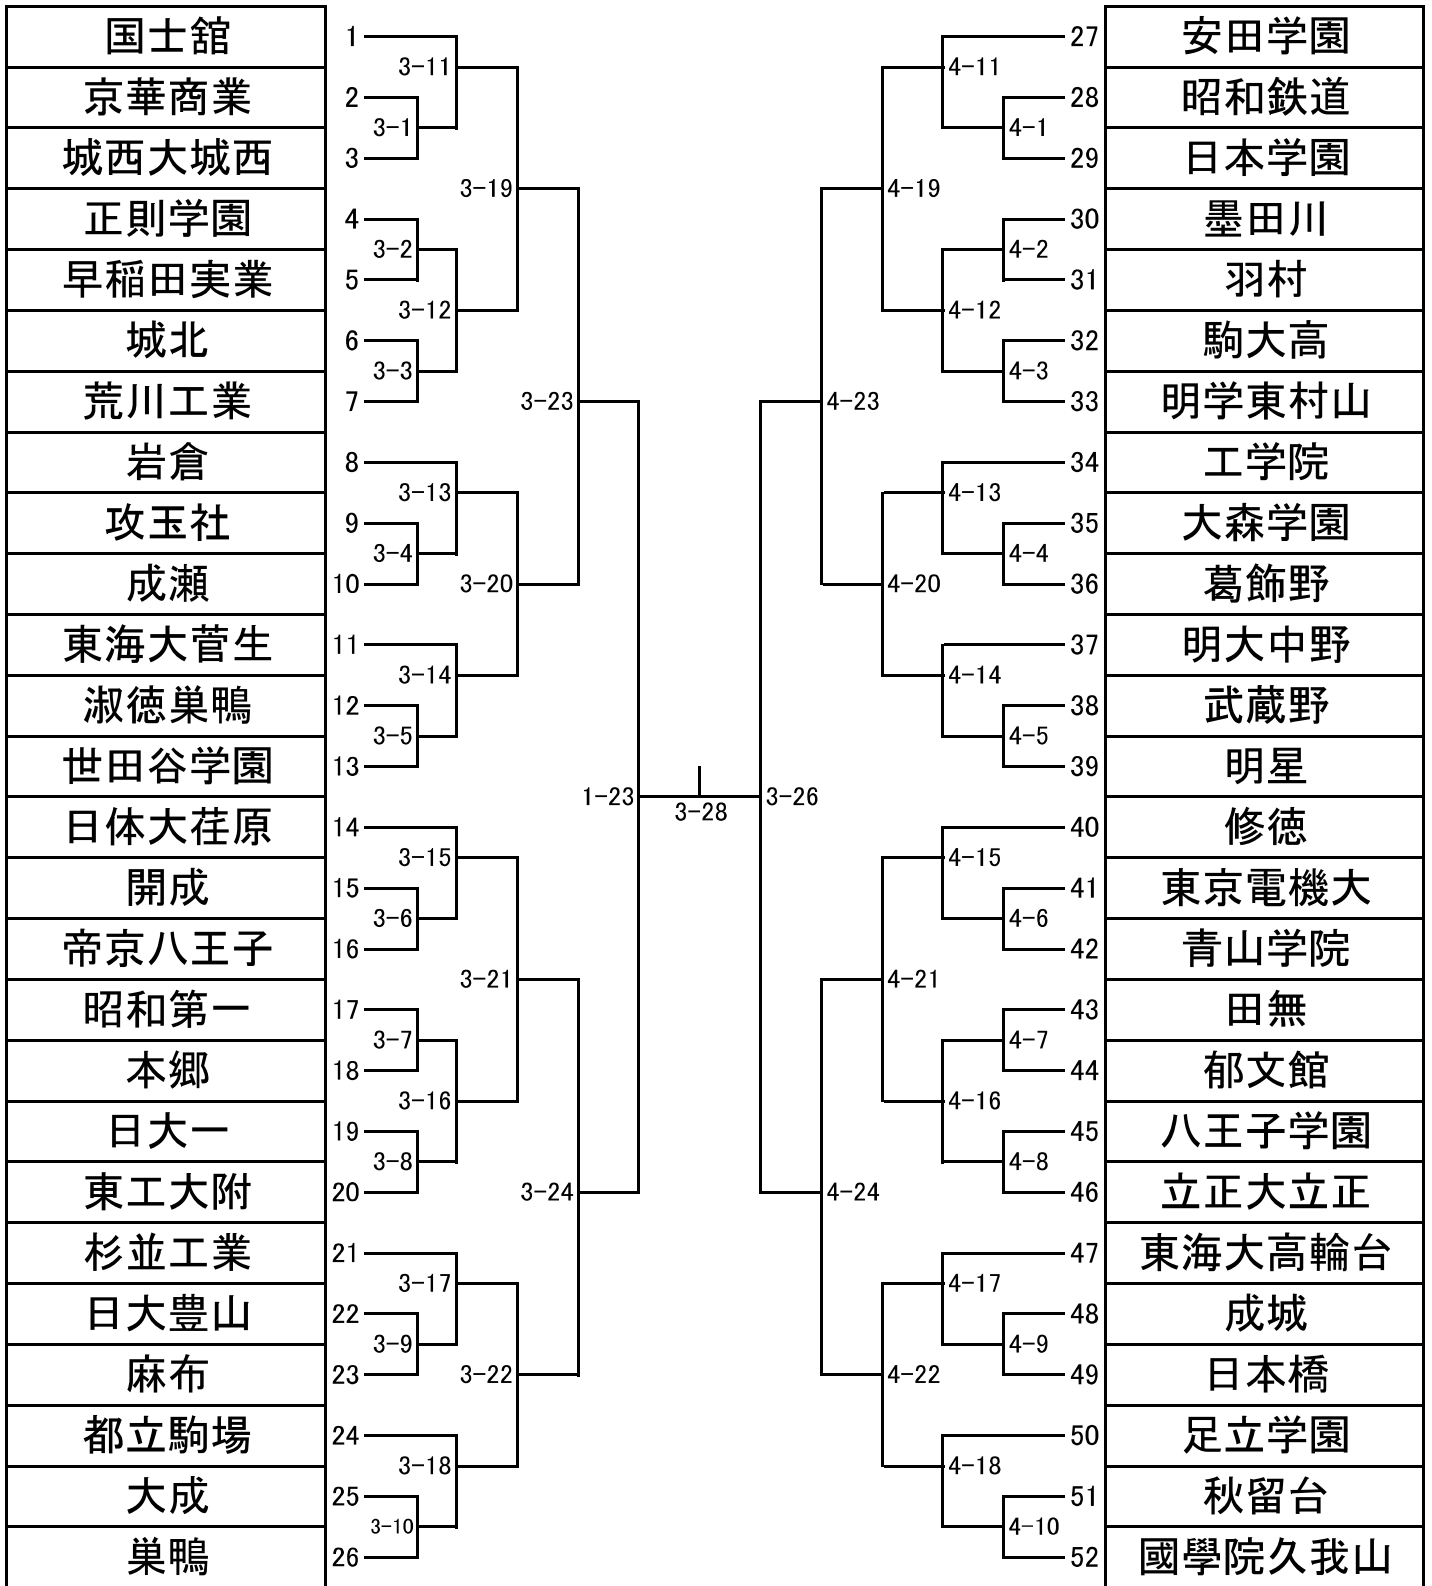 国士舘 1
京華商業 2
城西大城西 3
正則学園 4
早稲田実業 5
城北 6
荒川工業 7
岩倉 8
攻玉社 9
成瀬 10
東海大菅生 11
淑徳巣鴨 12
世田谷学園 13
日体大荏原 14
開成 15
帝京八王子 16
昭和第一 17
本郷 18
日大一 19
東工大附 20
杉並工業 21
日大豊山 22
麻布 23
都立駒場 24
大成 25
巣鴨 26
3-1
3-2
3-3
3-4
3-5
3-6
3-7
3-8
3-9
3-10
3-11
3-12
3-13
3-14
3-15
3-16
3-17
3-18
3-19
3-20
3-21
3-22
3-23
3-24
1-23
3-28
3-26
4-23
4-24
4-19
4-20
4-21
4-22
4-11
4-12
4-13
4-14
4-15
4-16
4-17
4-18
4-1
4-2
4-3
4-4
4-5
4-6
4-7
4-8
4-9
4-10
27 安田学園
28 昭和鉄道
29 日本学園
30 墨田川
31 羽村
32 駒大高
33 明学東村山
34 工学院
35 大森学園
36 葛飾野
37 明大中野
38 武蔵野
39 明星
40 修徳
41 東京電機大
42 青山学院
43 田無
44 郁文館
45 八王子学園
46 立正大立正
47 東海大高輪台
48 成城
49 日本橋
50 足立学園
51 秋留台
52 國學院久我山